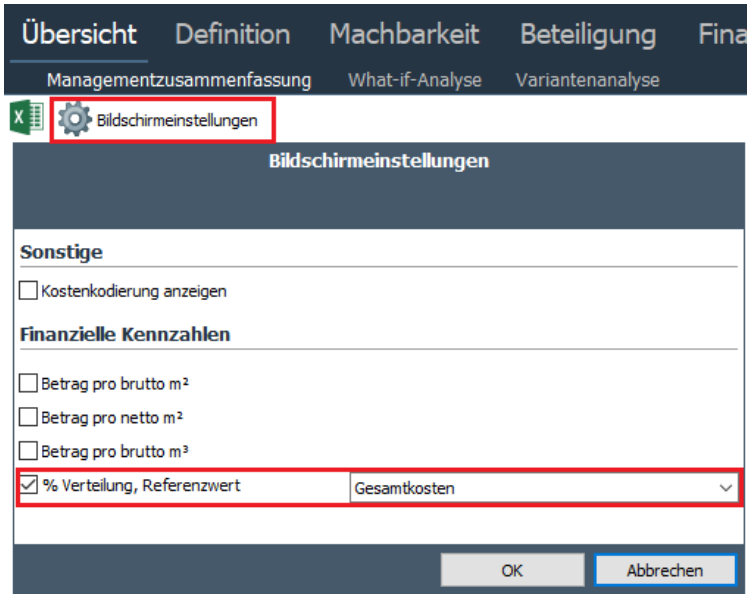 Übersicht Definition Machbarkeit Beteiligung Fina
Managementzusammenfassung What-if-Analyse Variantenanalyse
Bildschirmeinstellungen
Bildschirmeinstellungen
Sonstige
Kostenkodierung anzeigen
Finanzielle Kennzahlen
Betrag pro brutto m²
Betrag pro netto m²
Betrag pro brutto m³
% Verteilung, Referenzwert Gesamtkosten
OK Abbrechen